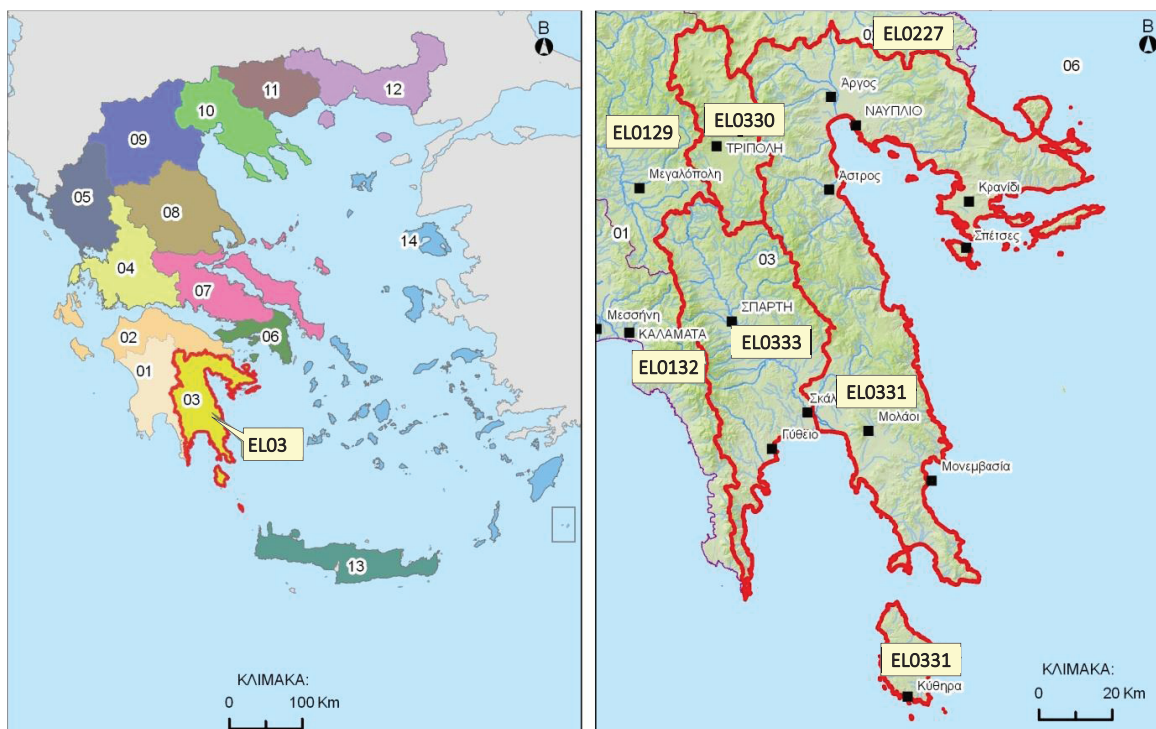 B
12
11
10
09
05
08
14
04
07
02
06
01
03
EL03
13
ΚΛΙΜΑΚΑ:
0 100 Km
EL0227
B
06
Άργος
EL0330
ΝΑΥΠΛΙΟ
EL0129
ΤΡΙΠΟΛΗ
Μεγαλόπολη
Άστρος
Κρανίδι
01
Σπέτσες
03
Μεσσήνη
ΣΠΑΡΤΗ
ΚΑΛΑΜΑΤΑ
EL0333
EL0132
EL0331
Μολάοι
Γύθειο
Μονεμβασία
EL0331
Κύθηρα
ΚΛΙΜΑΚΑ:
0 20 Km